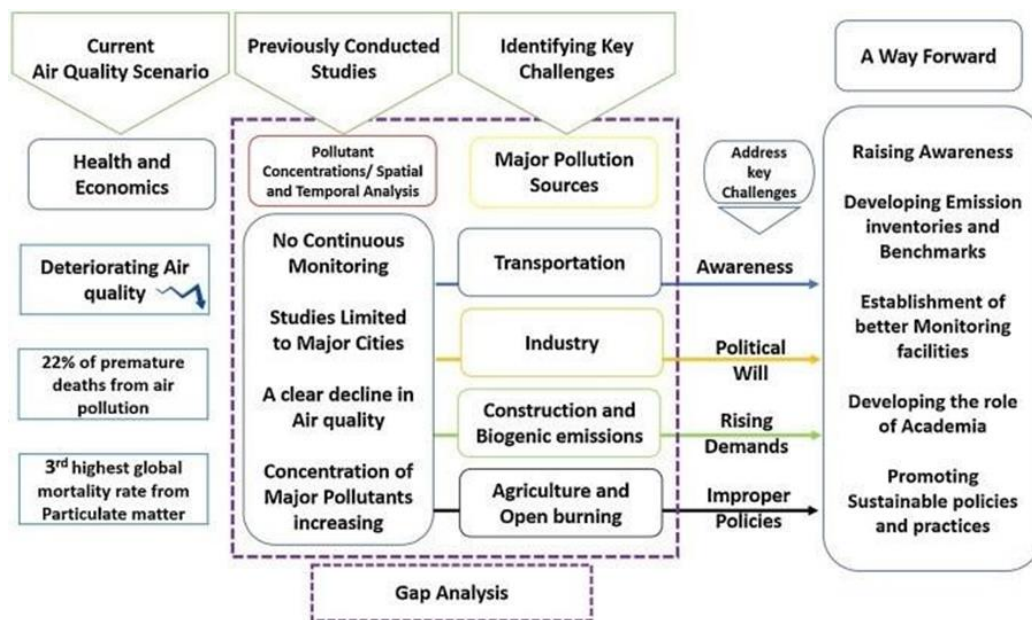 Current
Air Quality Scenario
Previously Conducted
Studies
Identifying Key
Challenges
A Way Forward
Health and
Economics
Deteriorating Air
quality
22% of premature
deaths from air
pollution
3rd highest global
mortality rate from
Particulate matter
Pollutant
Concentrations/ Spatial
and Temporal Analysis
No Continuous
Monitoring
Studies Limited
to Major Cities
A clear decline in
Air quality
Concentration of
Major Pollutants
increasing
Major Pollution
Sources
Transportation
Industry
Construction and
Biogenic emissions
Agriculture and
Open burning
Gap Analysis
Address
key
Challenges
Awareness
Political
Will
Rising
Demands
Improper
Policies
Raising Awareness
Developing Emission
inventories and
Benchmarks
Establishment of
better Monitoring
facilities
Developing the role
of Academia
Promoting
Sustainable policies
and practices